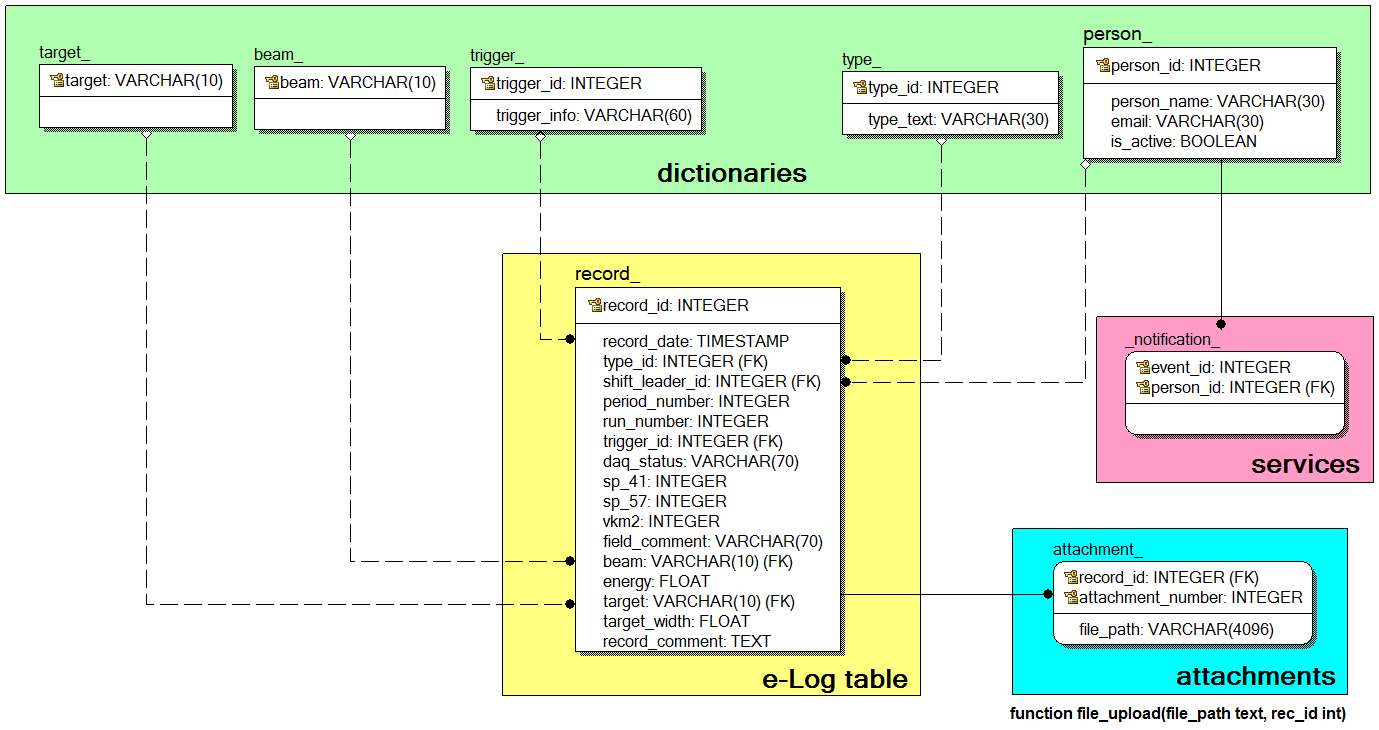 target_
target: VARCHAR(10)
beam_
beam: VARCHAR(10)
trigger_
trigger_id: INTEGER
trigger_info: VARCHAR(60)
type_
type_id: INTEGER
type_text: VARCHAR(30)
person_
person_id: INTEGER
person_name: VARCHAR(30)
email: VARCHAR(30)
is_active: BOOLEAN
dictionaries
record_
record_id: INTEGER
record_date: TIMESTAMP
type_id: INTEGER (FK)
shift_leader_id: INTEGER (FK)
period_number: INTEGER
run_number: INTEGER
trigger_id: INTEGER (FK)
daq_status: VARCHAR(70)
sp_41: INTEGER
sp_57: INTEGER
vkm2: INTEGER
field_comment: VARCHAR(70)
beam: VARCHAR(10) (FK)
energy: FLOAT
target: VARCHAR(10) (FK)
target_width: FLOAT
record_comment: TEXT
e-Log table
_notification_
event_id: INTEGER
person_id: INTEGER (FK)
services
attachment_
record_id: INTEGER (FK)
attachment_number: INTEGER
file_path: VARCHAR(4096)
attachments
function file_upload(file_path text, rec_id int)